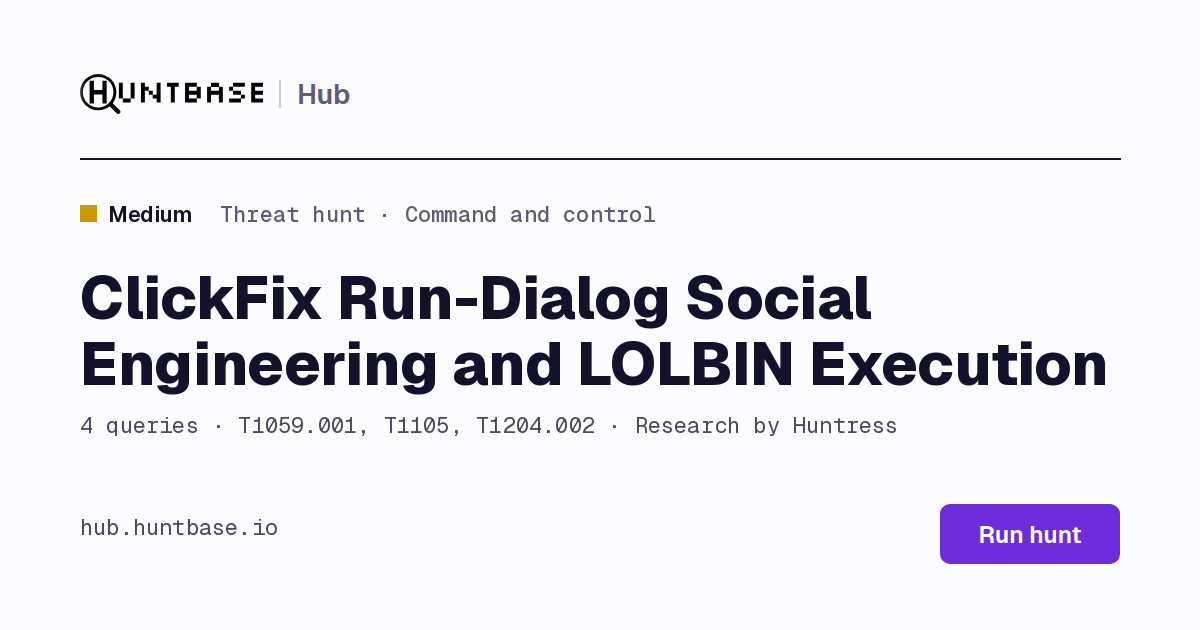 HUNTBASE | Hub
Medium Threat hunt · Command and control
ClickFix Run-Dialog Social
Engineering and LOLBIN Execution
4 queries · T1059.001, T1105, T1204.002 · Research by Huntress
hub.huntbase.io
Run hunt